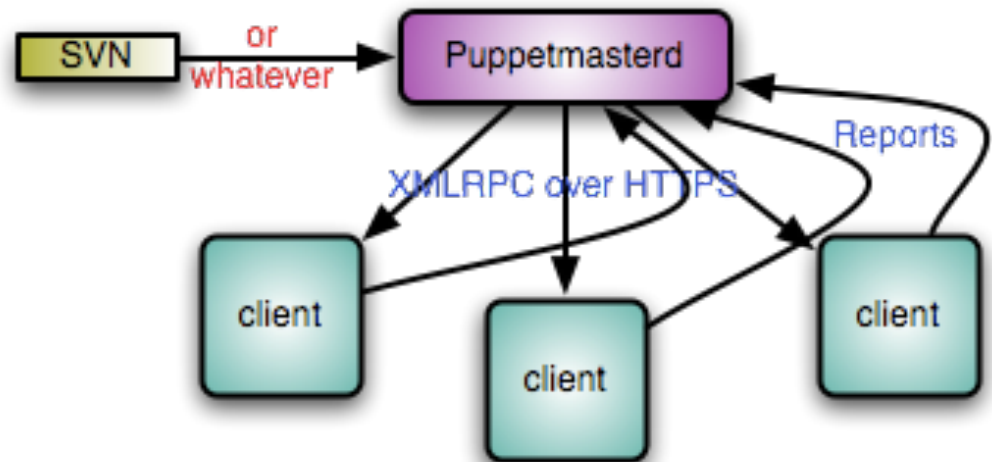 SVN
or
whatever
Puppetmasterd
Reports
XMLRPC over HTTPS
client
client
client